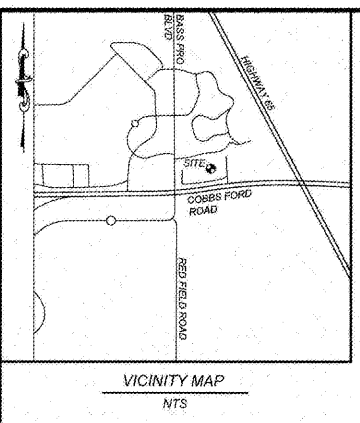 BASS PRO
BLVD
HIGHWAY 65
SITE
COBBS FORD
ROAD
RED FIELD ROAD
VICINITY MAP
NTS